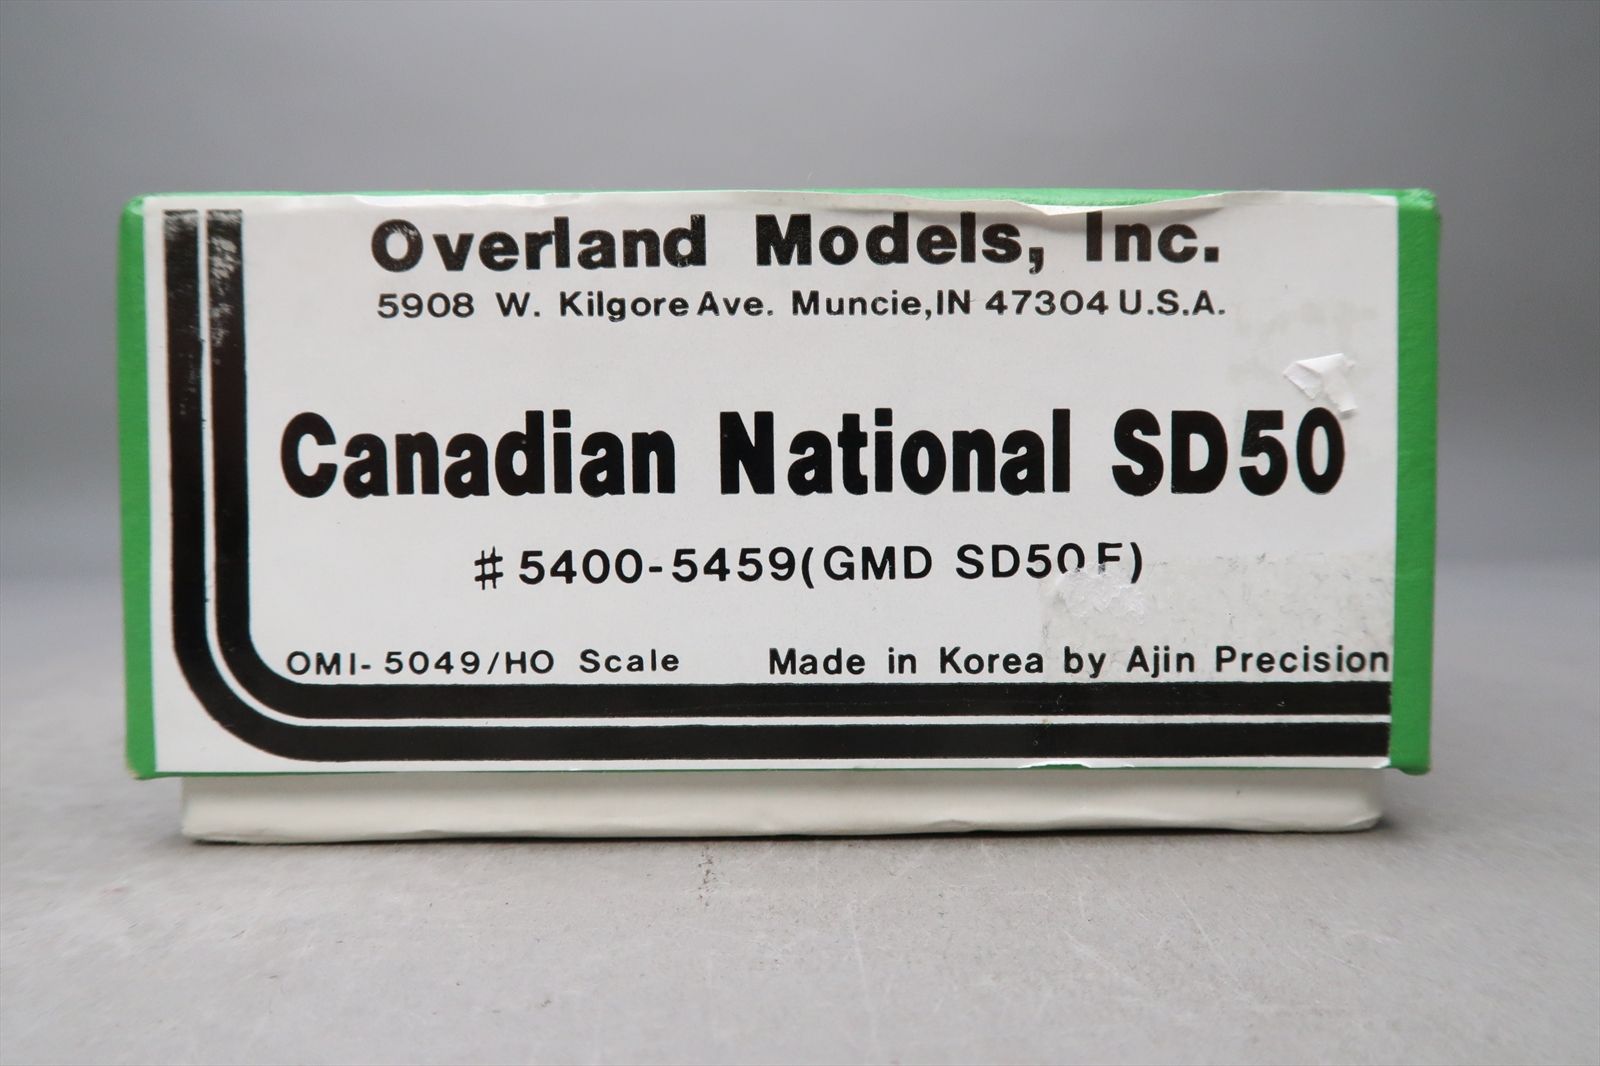 Overland Models, Inc.
5908 W. Kilgore Ave. Muncie, IN 47304 U.S.A.
Canadian National SD50
# 5400-5459(GMD SD50F)
OMI- 5049/HO Scale Made in Korea by Ajin Precision